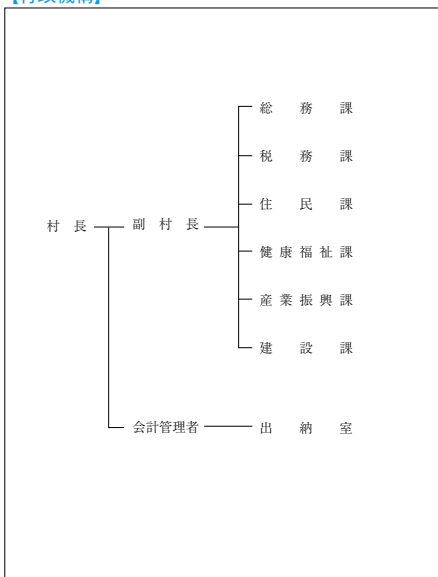 【行政機構】
総務課
税務課
住民課
村長 副村長
健康福祉課
産業振興課
建設課
会計管理者 出納室